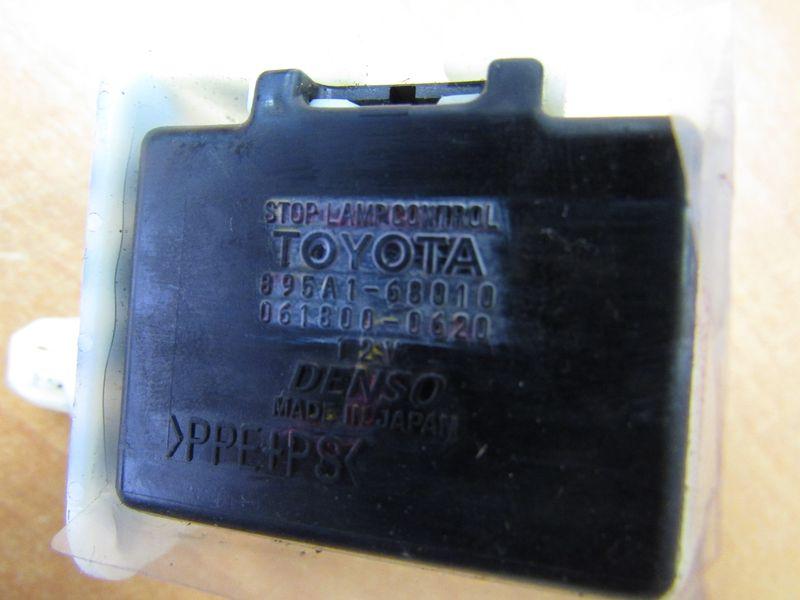 STOP LAMP CONTROL
TOYOTA
895A1-68010
061800-0620
12V
DENSO
MADE IN JAPAN
>PPE+PS<